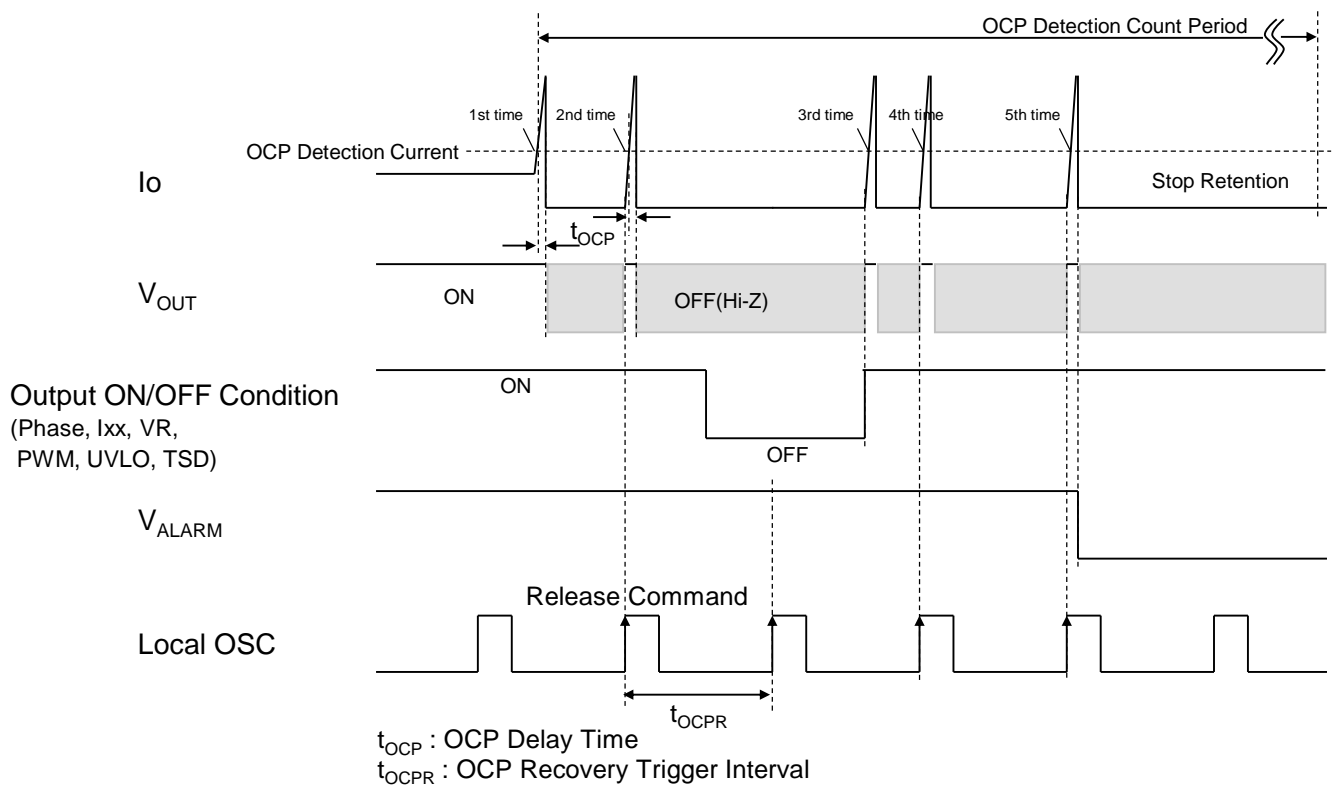 OCP Detection Count Period
1st time
2nd time
3rd time
4th time
5th time
OCP Detection Current
Io
Stop Retention
tOCP
VOUT
ON
OFF(Hi-Z)
Output ON/OFF Condition
(Phase, Ixx, VR,
PWM, UVLO, TSD)
ON
OFF
VALARM
Release Command
Local OSC
tOCPR
tOCP : OCP Delay Time
tOCPR : OCP Recovery Trigger Interval